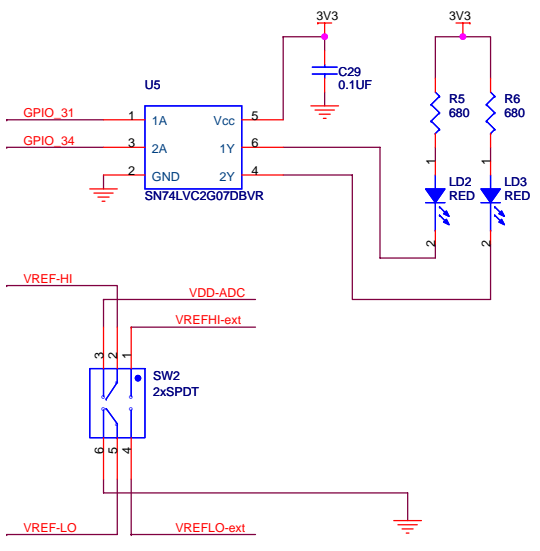 3V3
3V3
U5
C29
0.1UF
R5
680
R6
680
GPIO_31
1
1A
Vcc
5
GPIO_34
3
2A
1Y
6
2
GND
2Y
4
SN74LVC2G07DBVR
1
1
LD2
RED
LD3
RED
2
2
VREF-HI
VDD-ADC
VREFHI-ext
3
2
1
SW2
2xSPDT
6
5
4
VREF-LO
VREFLO-ext